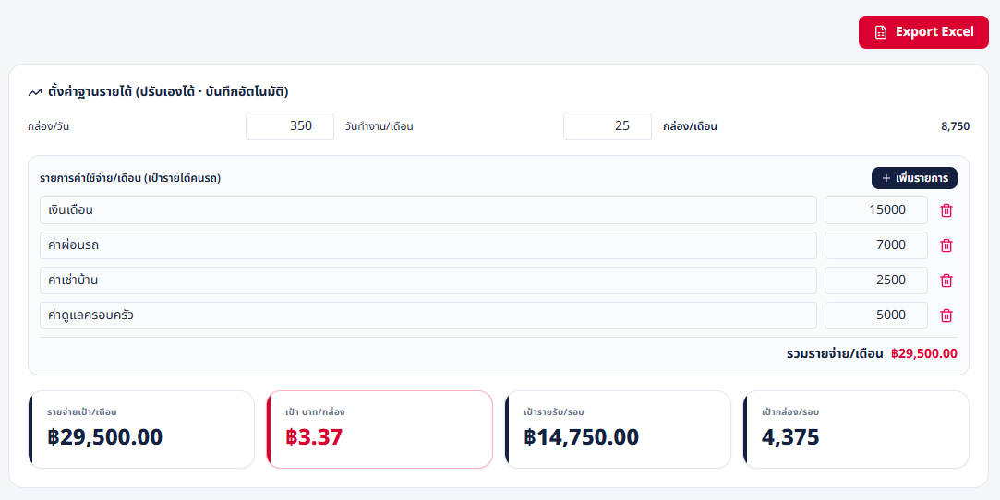 Export Excel
ตั้งค่าฐานรายได้ (ปรับเองได้ · บันทึกอัตโนมัติ)
กล่อง/วัน 350 วันทำงาน/เดือน 25 กล่อง/เดือน 8,750
รายการค่าใช้จ่าย/เดือน (เป้ารายได้คนรถ) + เพิ่มรายการ
เงินเดือน 15000
ค่าผ่อนรถ 7000
ค่าเช่าบ้าน 2500
ค่าดูแลครอบครัว 5000
รวมรายจ่าย/เดือน ฿29,500.00
รายจ่ายเป้า/เดือน เป้า บาท/กล่อง เป้ารายรับ/รอบ เป้ากล่อง/รอบ
฿29,500.00 ฿3.37 ฿14,750.00 4,375